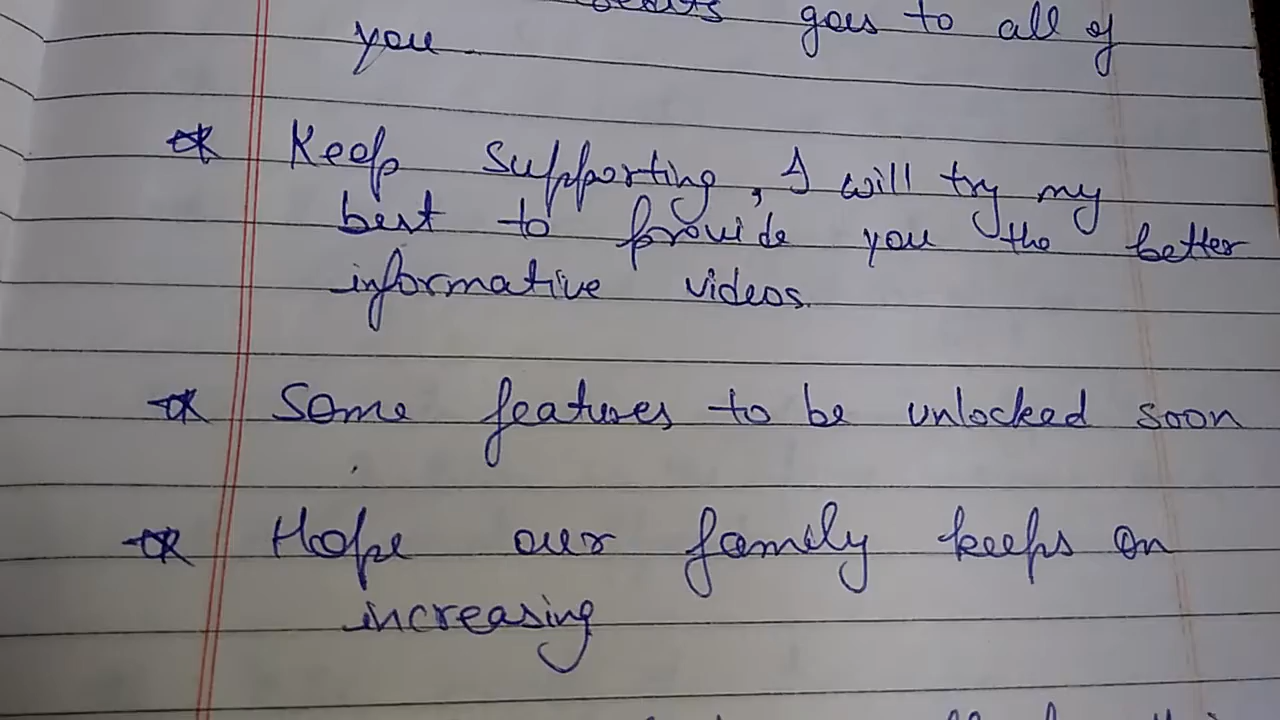 goes to all of
you
* Keep supporting, I will try my
best to provide you the better
informative videos.
* Some features to be unlocked soon
* Hope our family keeps on
increasing